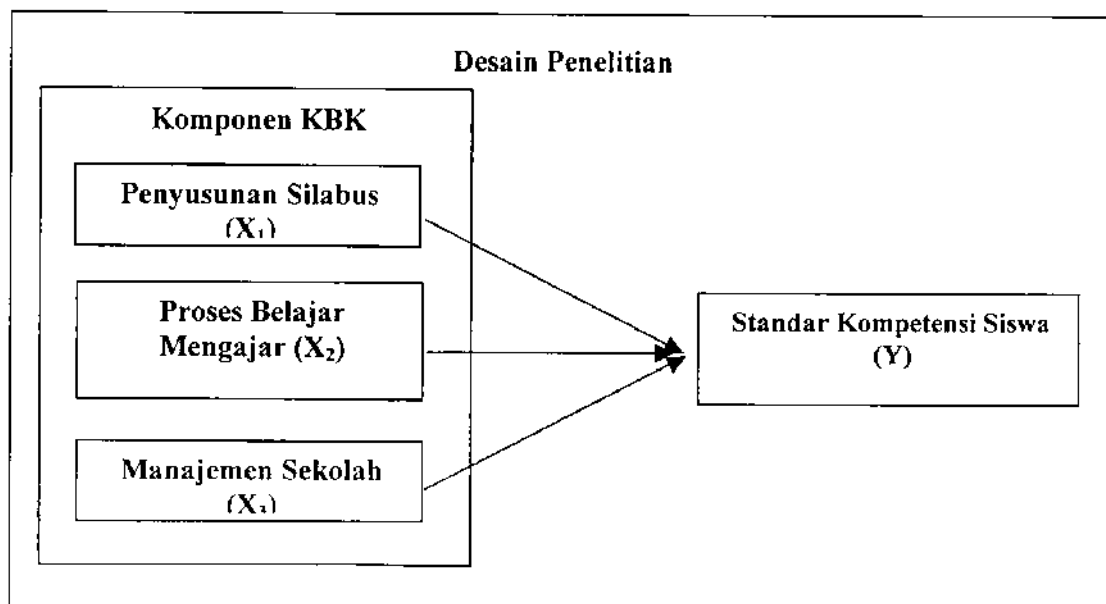 Desain Penelitian
Komponen KBK
Penyusunan Silabus
(X₁)
Proses Belajar
Mengajar (X₂)
Manajemen Sekolah
(X₃)
Standar Kompetensi Siswa
(Y)